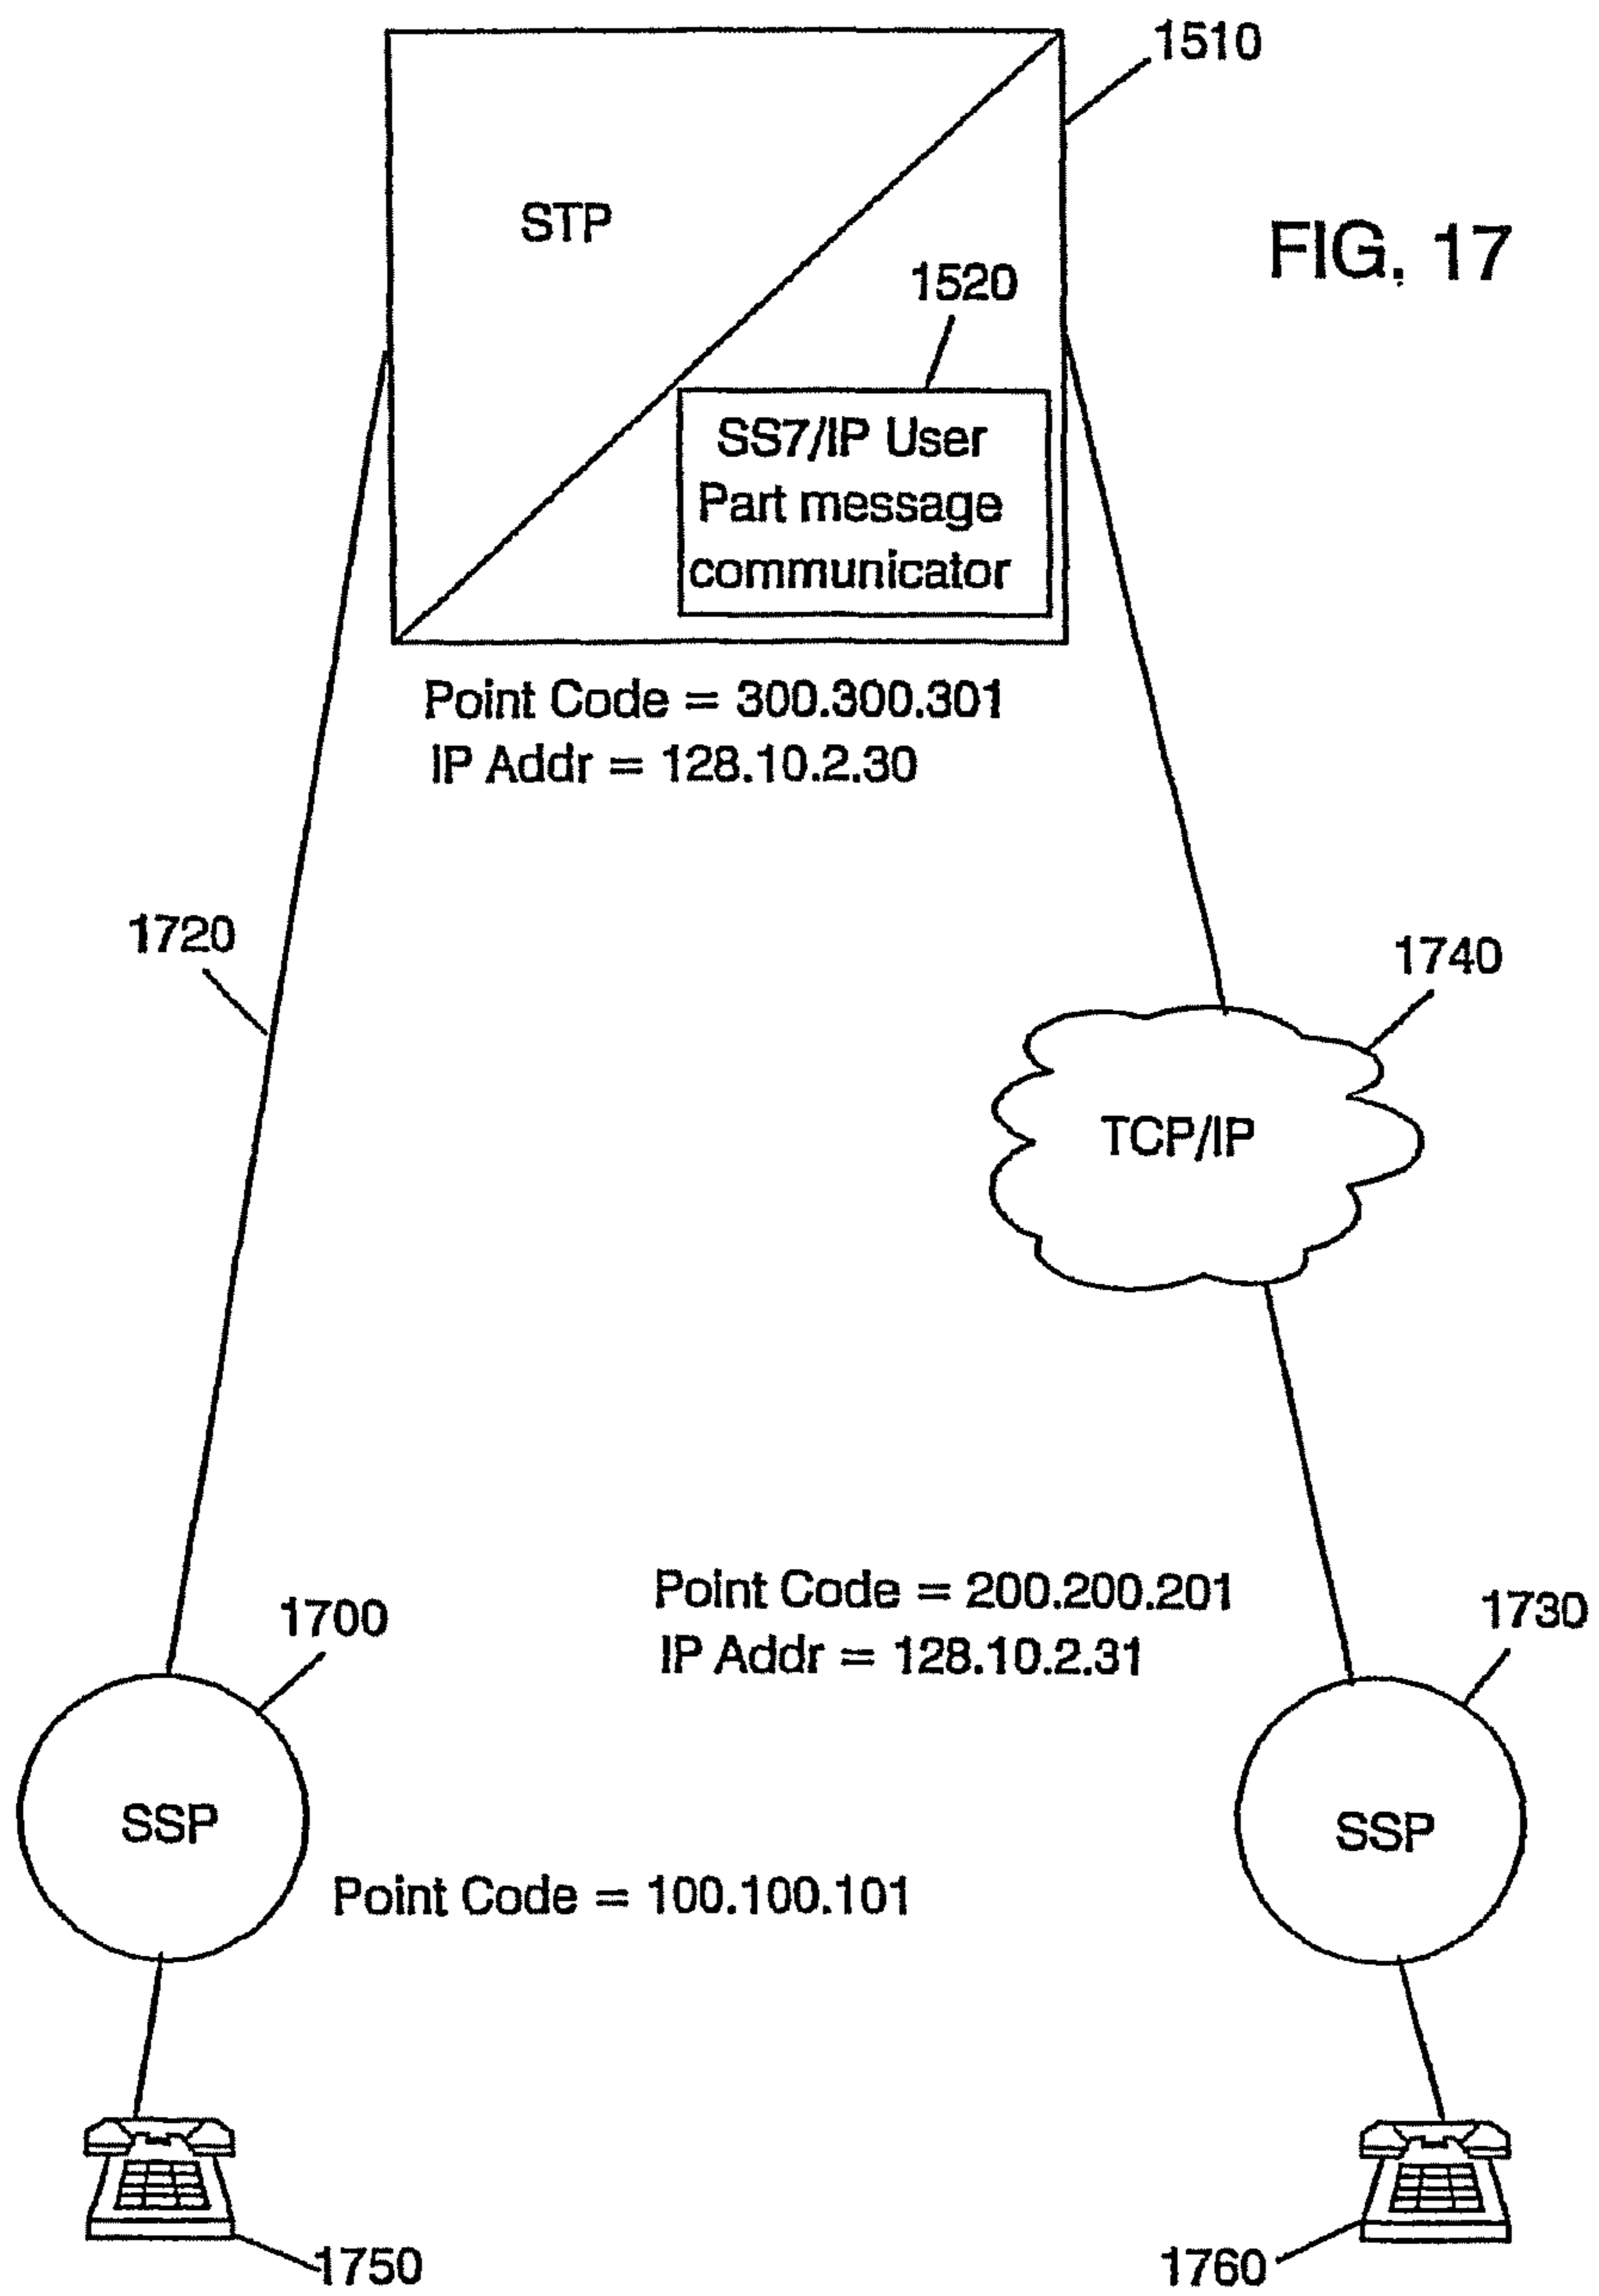 1510
STP
FIG. 17
1520
SS7/IP User
Part message
communicator
Point Code = 300.300.301
IP Addr = 128.10.2.30
1720
1740
TCP/IP
Point Code = 200.200.201
IP Addr = 128.10.2.31
1700
1730
SSP
SSP
Point Code = 100.100.101
1750
1760